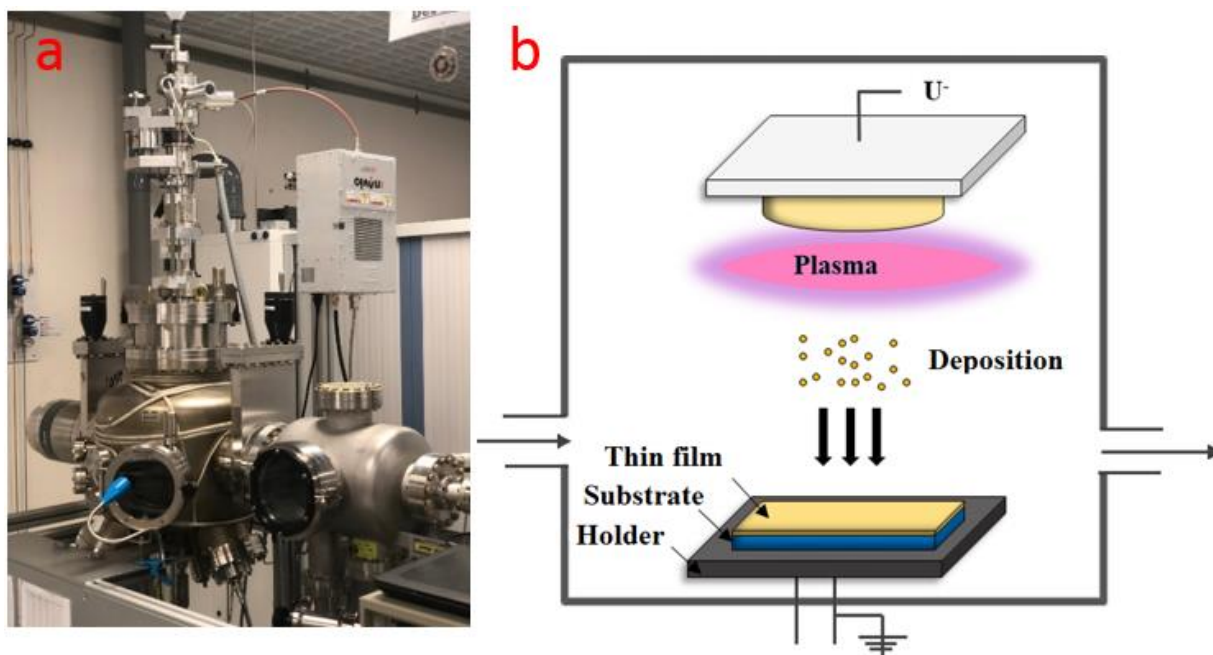 a
b
U-
Plasma
Deposition
Thin film
Substrate
Holder